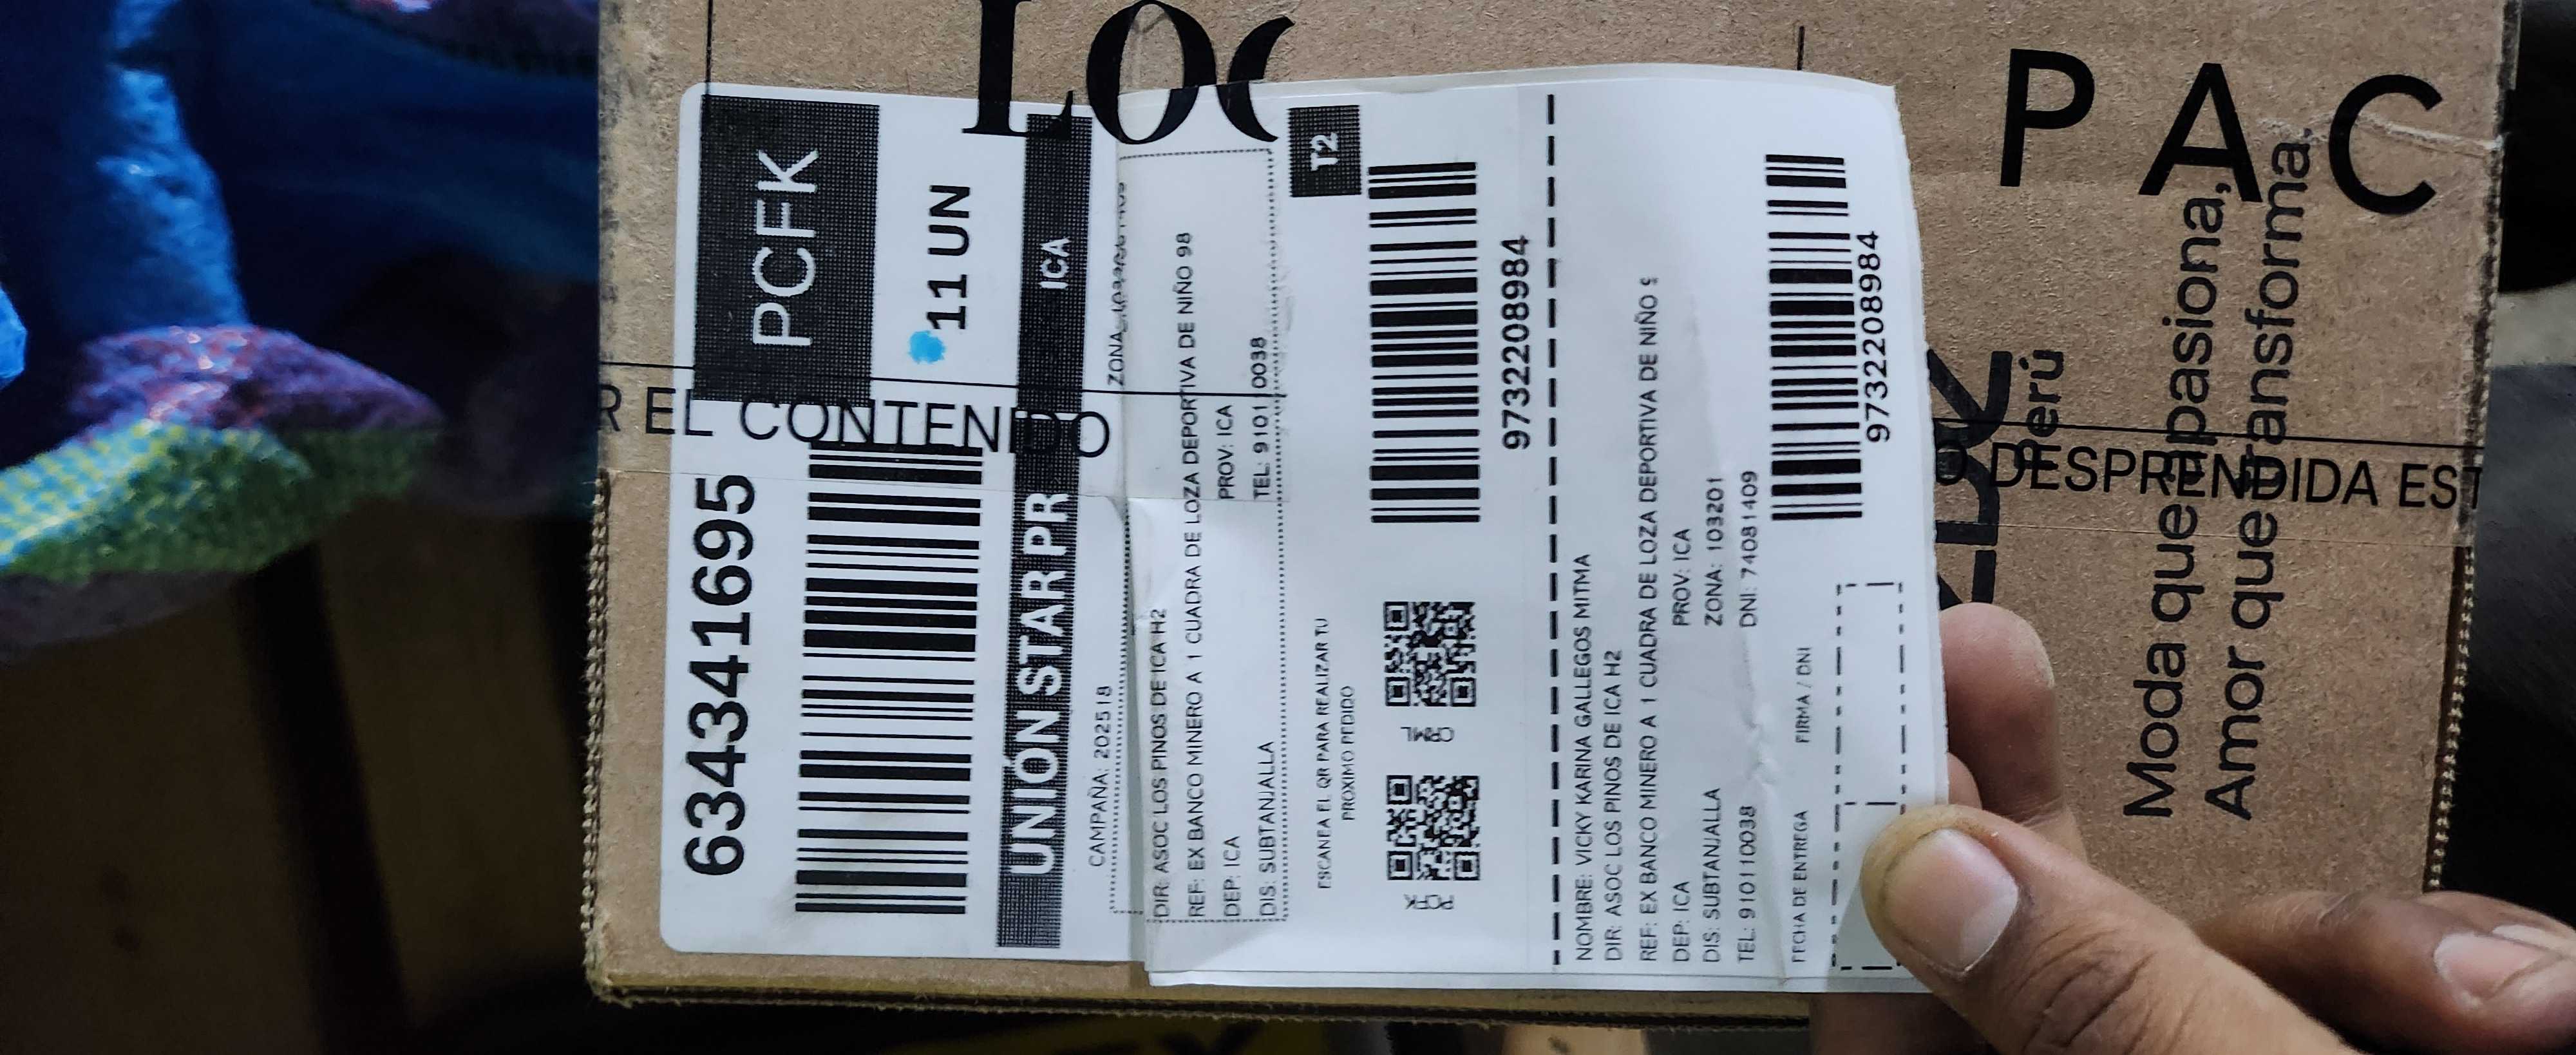 PCFK
11 UN
6343341695
UNIÓN STAR PR ICA
CAMPAÑA: 202518 ZONA:
DIR: ASOC LOS PINOS DE ICA H2
REF: EX BANCO MINERO A 1 CUADRA DE LOZA DEPORTIVA DE NIÑO 98
DEP: ICA PROV: ICA
DIS: SUBTANJALLA TEL: 910110038
T2
ESCANEA EL QR PARA REALIZAR TU
PROXIMO PEDIDO
PCFK CRML
9732208984
NOMBRE: VICKY KARINA GALLEGOS MITMA
DIR: ASOC LOS PINOS DE ICA H2
REF: EX BANCO MINERO A 1 CUADRA DE LOZA DEPORTIVA DE NIÑO
DEP: ICA PROV: ICA
DIS: SUBTANJALLA ZONA: 103201
TEL: 910110038 DNI: 74081409
FECHA DE ENTREGA FIRMA / DNI
9732208984
R EL CONTENIDO
DESPRENDIDA EST
PAC
Perú
Moda que apasiona,
Amor que transforma.